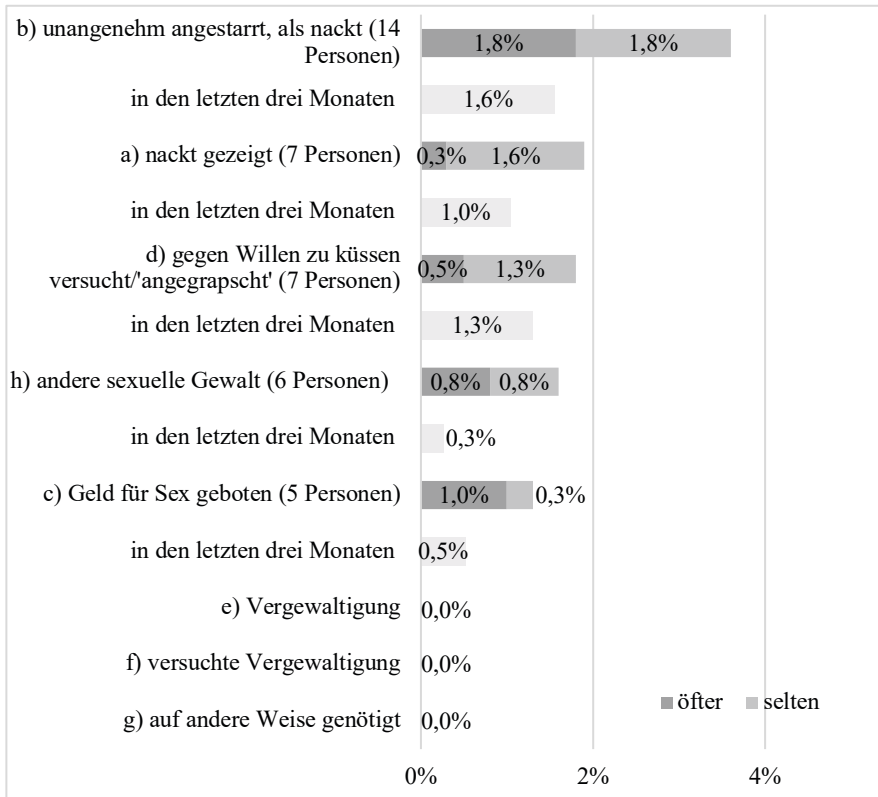 b) unangenehm angestarrt, als nackt (14
Personen)
1,8% 1,8%
in den letzten drei Monaten 1,6%
a) nackt gezeigt (7 Personen) 0,3% 1,6%
in den letzten drei Monaten 1,0%
d) gegen Willen zu küssen
versucht/'angegrapscht' (7 Personen) 0,5% 1,3%
in den letzten drei Monaten 1,3%
h) andere sexuelle Gewalt (6 Personen) 0,8% 0,8%
in den letzten drei Monaten 0,3%
c) Geld für Sex geboten (5 Personen) 1,0% 0,3%
in den letzten drei Monaten 0,5%
e) Vergewaltigung 0,0%
f) versuchte Vergewaltigung 0,0%
öfter selten
g) auf andere Weise genötigt 0,0%
0% 2% 4%